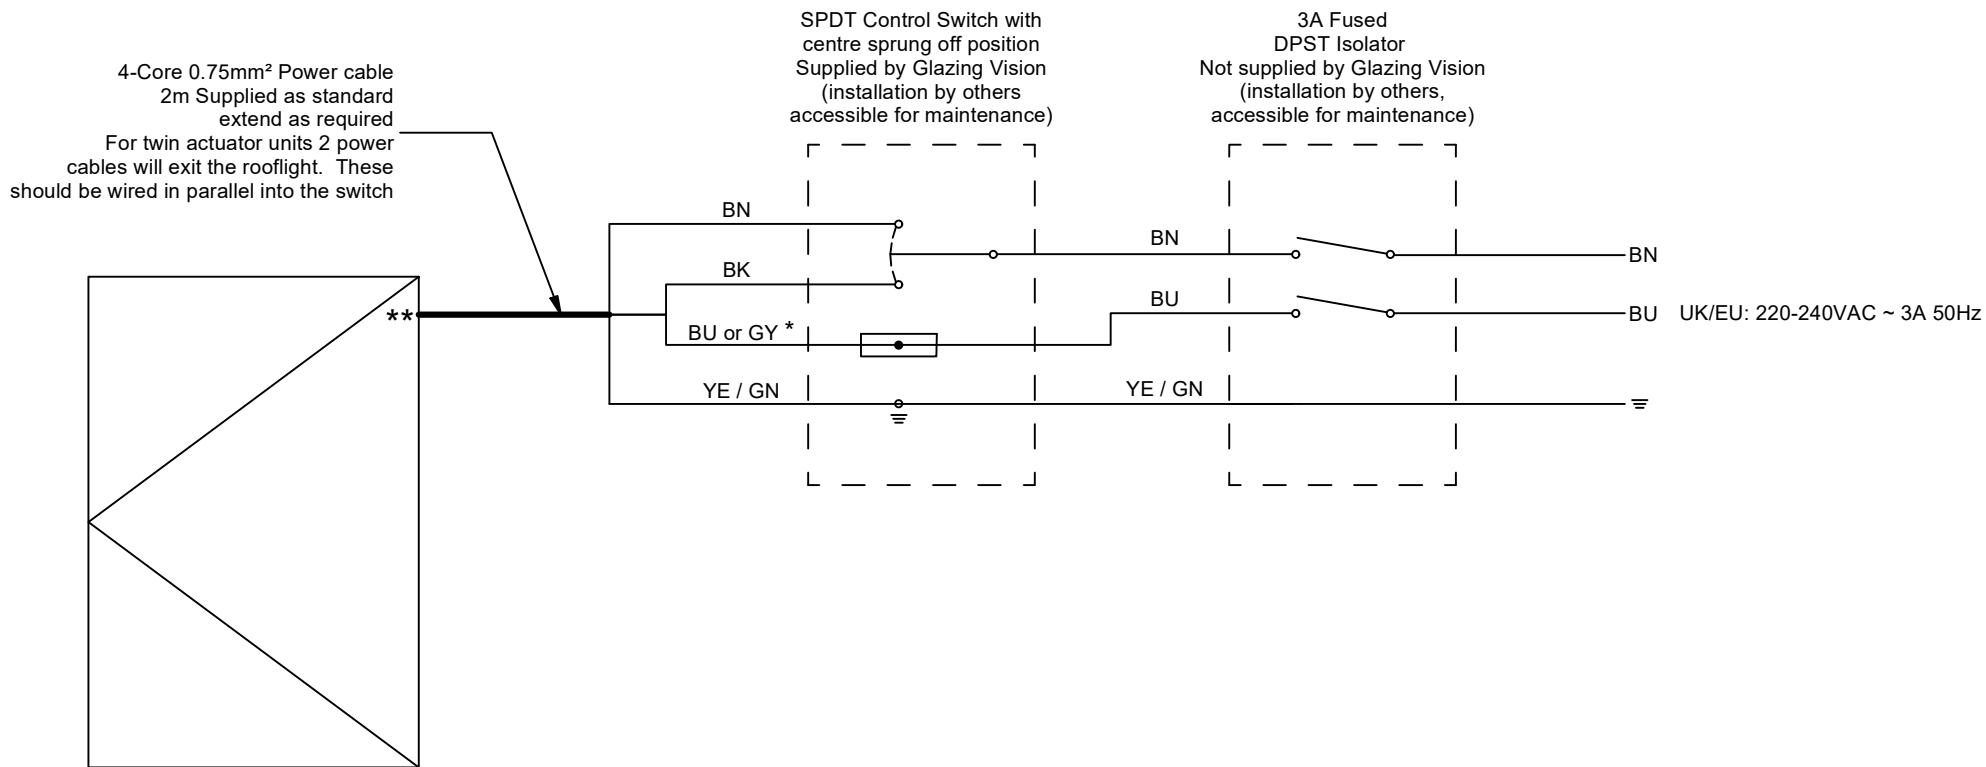 SPDT Control Switch with
centre sprung off position
Supplied by Glazing Vision
(installation by others
accessible for maintenance)
3A Fused
DPST Isolator
Not supplied by Glazing Vision
(installation by others,
accessible for maintenance)
4-Core 0.75mm² Power cable
2m Supplied as standard
extend as required
For twin actuator units 2 power
cables will exit the rooflight. These
should be wired in parallel into the switch
BN
BN
BN
BK
BU
BU
UK/EU: 220-240VAC ~ 3A 50Hz
**
BU or GY *
YE / GN
YE / GN